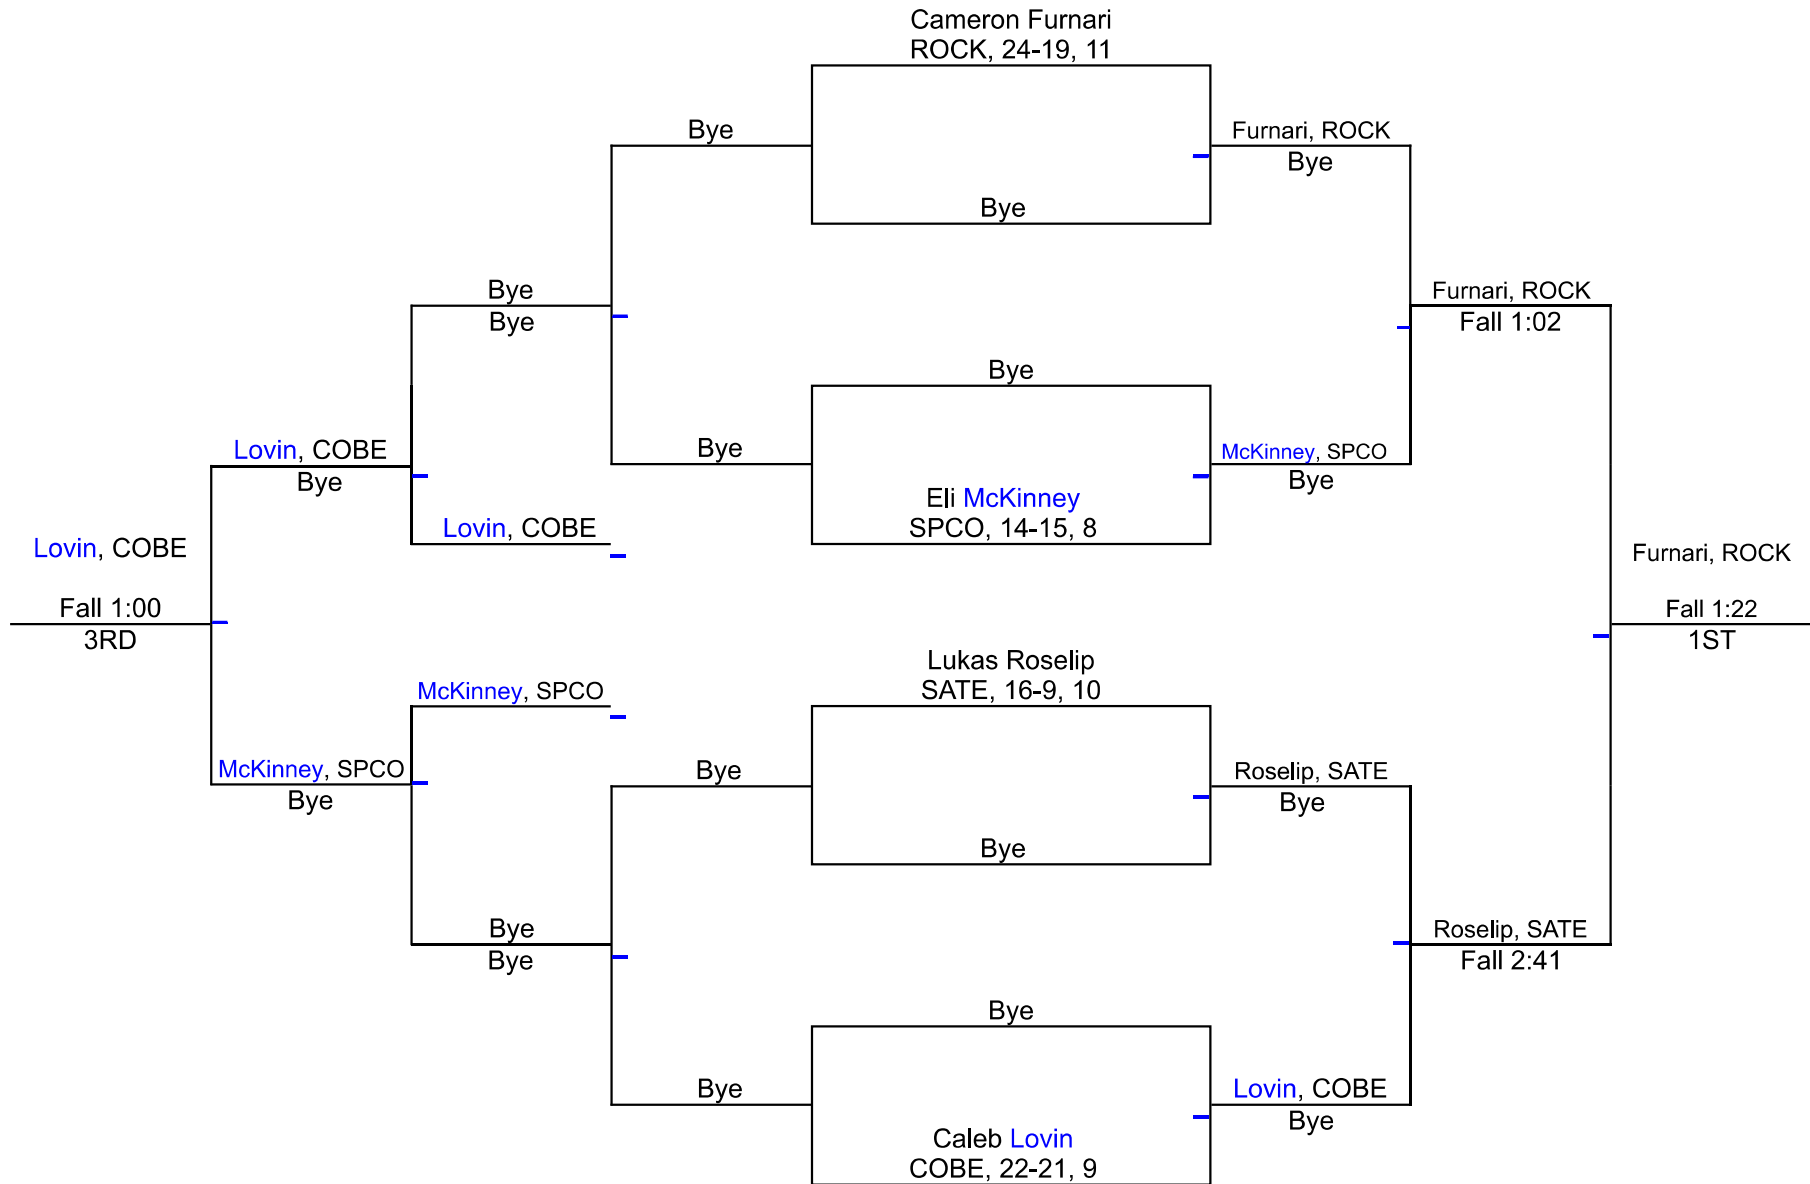 Cameron Furnari
ROCK, 24-19, 11
Bye
Furnari, ROCK
Bye
Bye
Bye
Bye
Furnari, ROCK
Fall 1:02
Bye
Bye
Lovin, COBE
Bye
McKinney, SPCO
Bye
Eli McKinney
SPCO, 14-15, 8
Lovin, COBE
Lovin, COBE
Fall 1:00
3RD
Furnari, ROCK
Fall 1:22
1ST
Lukas Roselip
SATE, 16-9, 10
McKinney, SPCO
McKinney, SPCO
Bye
Bye
Roselip, SATE
Bye
Bye
Bye
Bye
Roselip, SATE
Fall 2:41
Bye
Bye
Lovin, COBE
Bye
Caleb Lovin
COBE, 22-21, 9